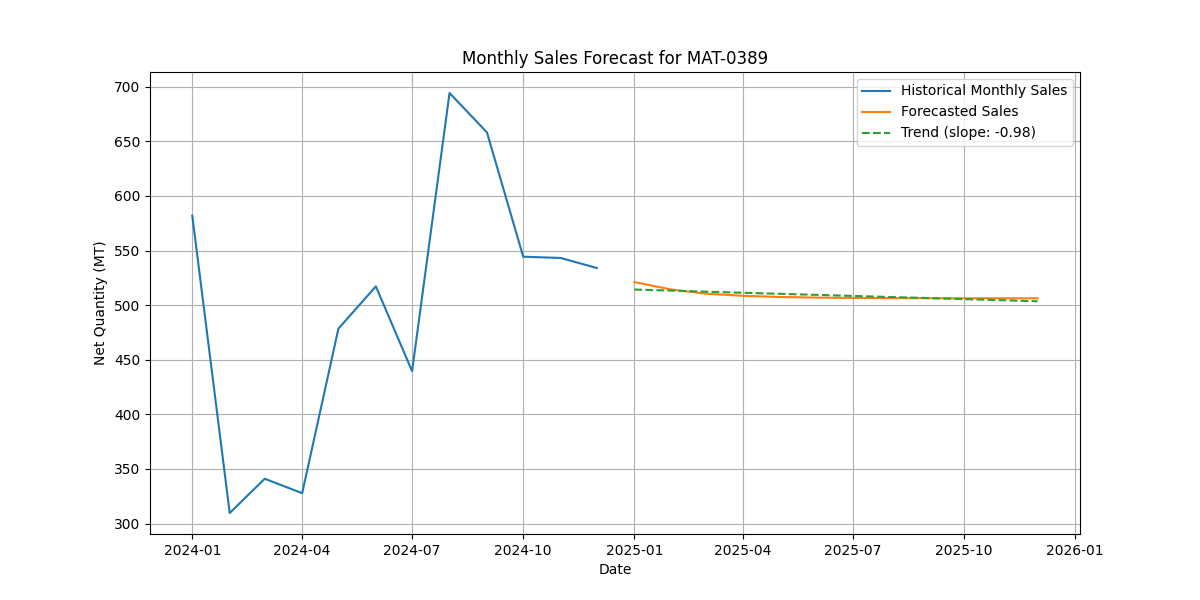 Monthly Sales Forecast for MAT-0389
Historical Monthly Sales
Forecasted Sales
Trend (slope: -0.98)
Net Quantity (MT)
700
650
600
550
500
450
400
350
300
2024-01 2024-04 2024-07 2024-10 2025-01 2025-04 2025-07 2025-10 2026-01
Date